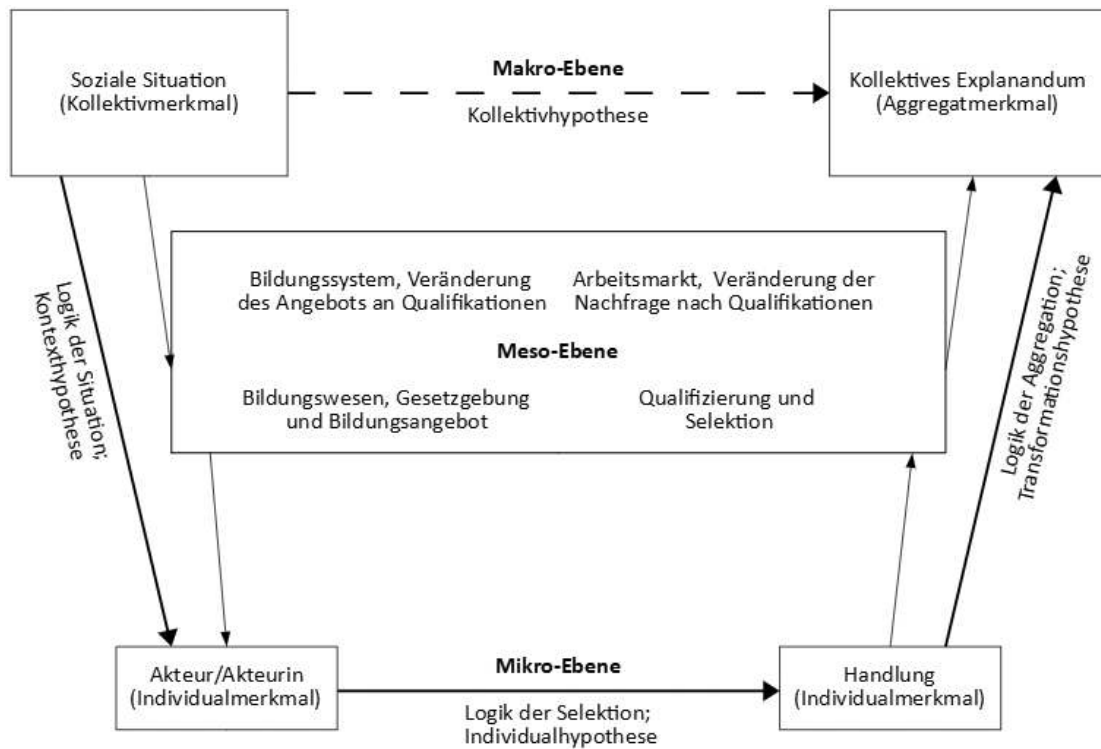 Soziale Situation
(Kollektivmerkmal)
Makro-Ebene
Kollektivhypothese
Kollektives Explanandum
(Aggregatmerkmal)
Logik der Situation;
Kontexthypothese
Bildungssystem, Veränderung
des Angebots an Qualifikationen
Arbeitsmarkt, Veränderung der
Nachfrage nach Qualifikationen
Meso-Ebene
Bildungswesen, Gesetzgebung
und Bildungsangebot
Qualifizierung und
Selektion
Logik der Aggregation;
Transformationshypothese
Akteur/Akteurin
(Individualmerkmal)
Mikro-Ebene
Logik der Selektion;
Individualhypothese
Handlung
(Individualmerkmal)